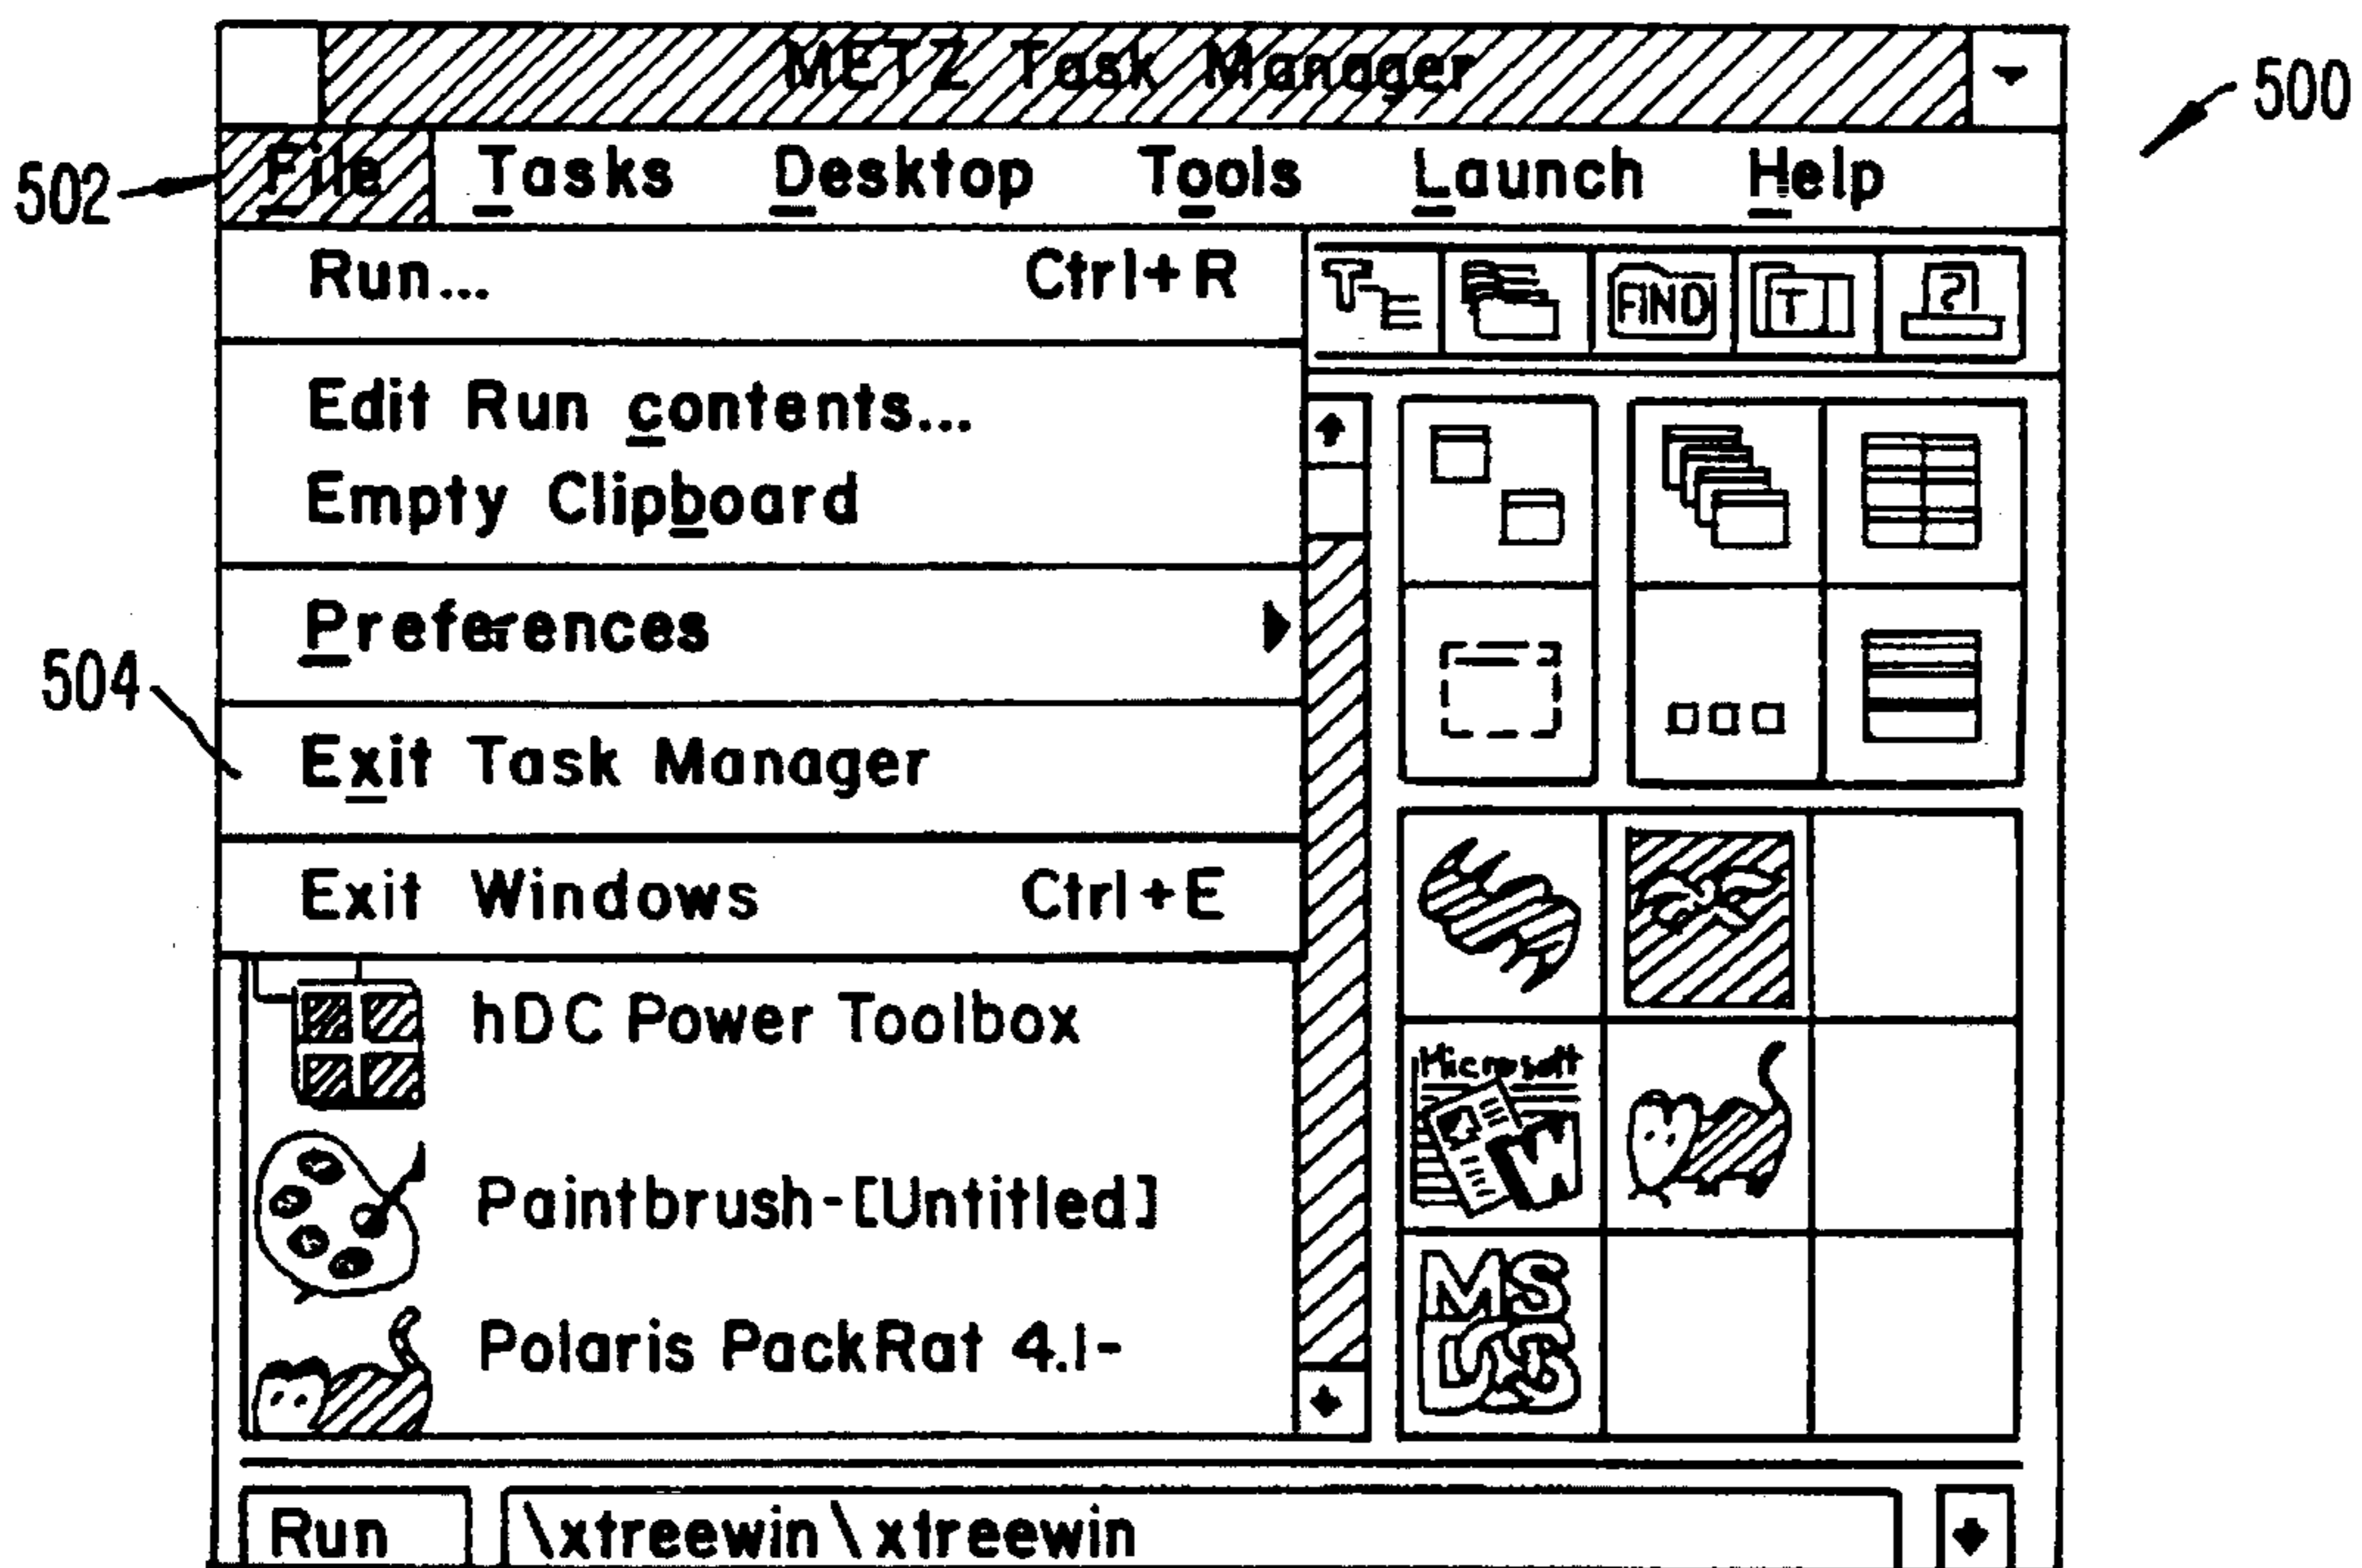 METZ Task Manager
500
502
File Tasks Desktop Tools Launch Help
Run... Ctrl+R
T E FIND T ?
Edit Run contents...
Empty Clipboard
Preferences
504
Exit Task Manager
Exit Windows Ctrl+E
hDC Power Toolbox
Microsoft
W
Paintbrush-[Untitled]
MS
DOS
Polaris PackRat 4.1-
Run \xtreewin\xtreewin